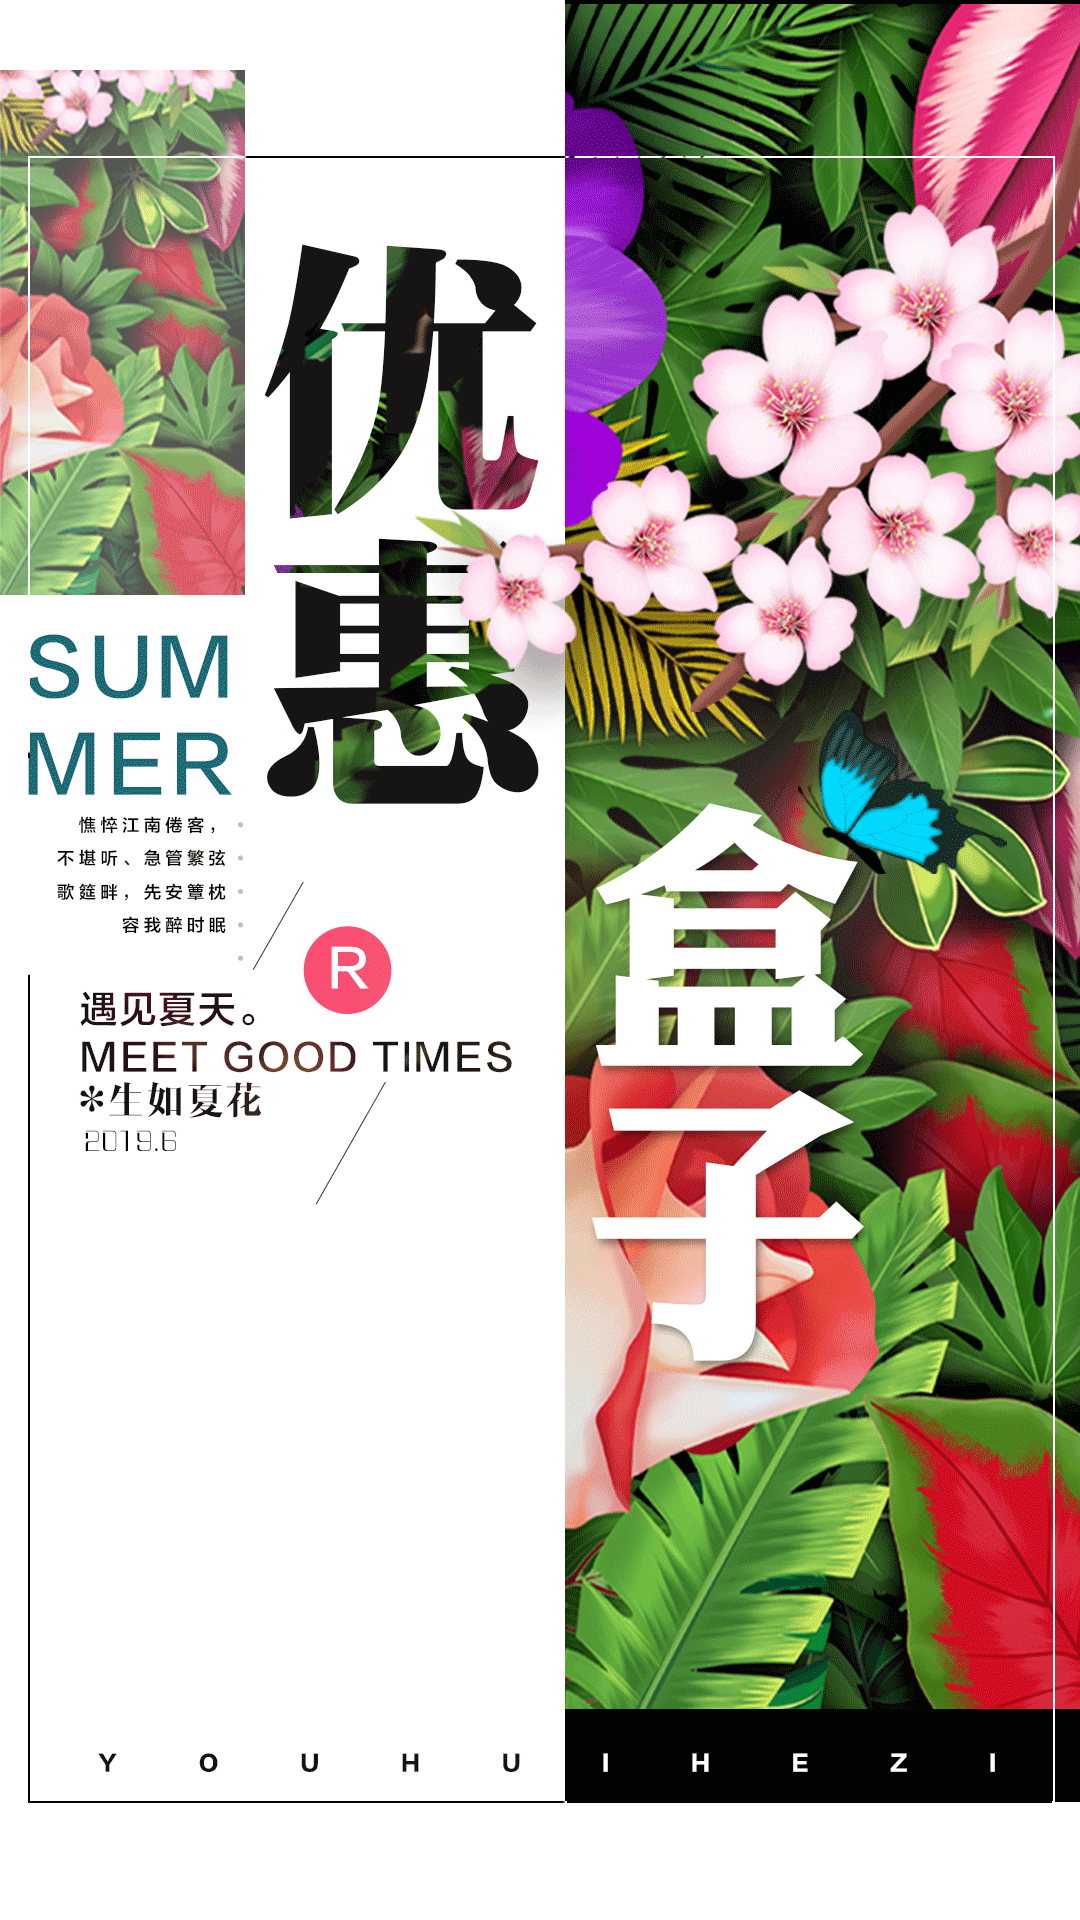 优惠
盒子
SUM
MER
憔悴江南倦客，
不堪听、急管繁弦
歌筵畔，先安簟枕
容我醉时眠
R
遇见夏天。
MEET GOOD TIMES
*生如夏花
2019.6
YOUHUIHEZI